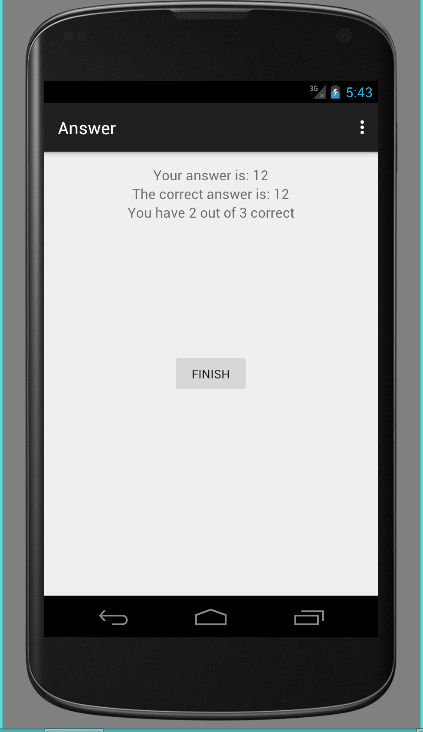 3G 5:43
Answer
Your answer is: 12
The correct answer is: 12
You have 2 out of 3 correct
FINISH